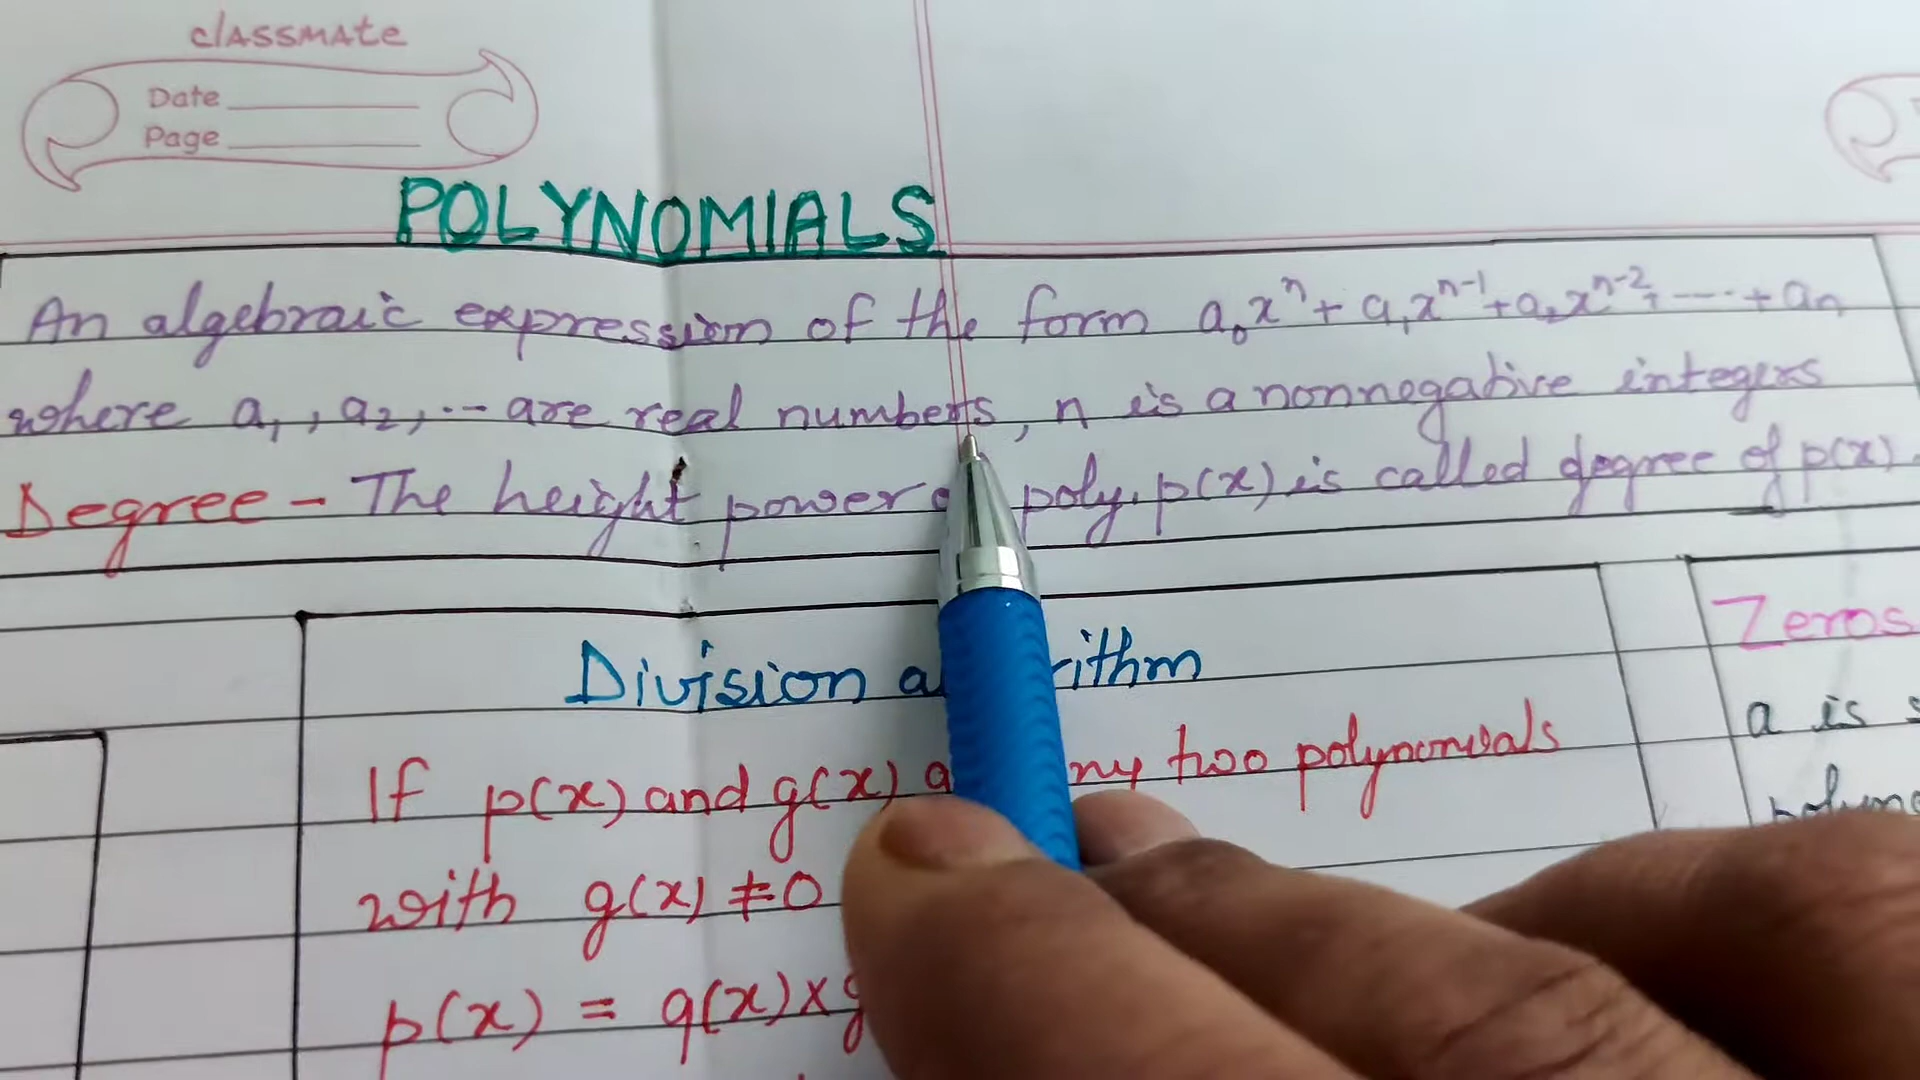 classmate
Date
Page
POLYNOMIALS
An algebraic expression of the form a₀xⁿ + a₁xⁿ⁻¹ + a₂xⁿ⁻² + ---- + aₙ
where a₁, a₂, -- are real numbers, n is a nonnegative integers
Degree - The height power poly. p(x) is called degree of p(x).
Division
If p(x) and g(x) two polynomials
with g(x) ≠ 0
p(x) = q(x) ×
Zeros
a is